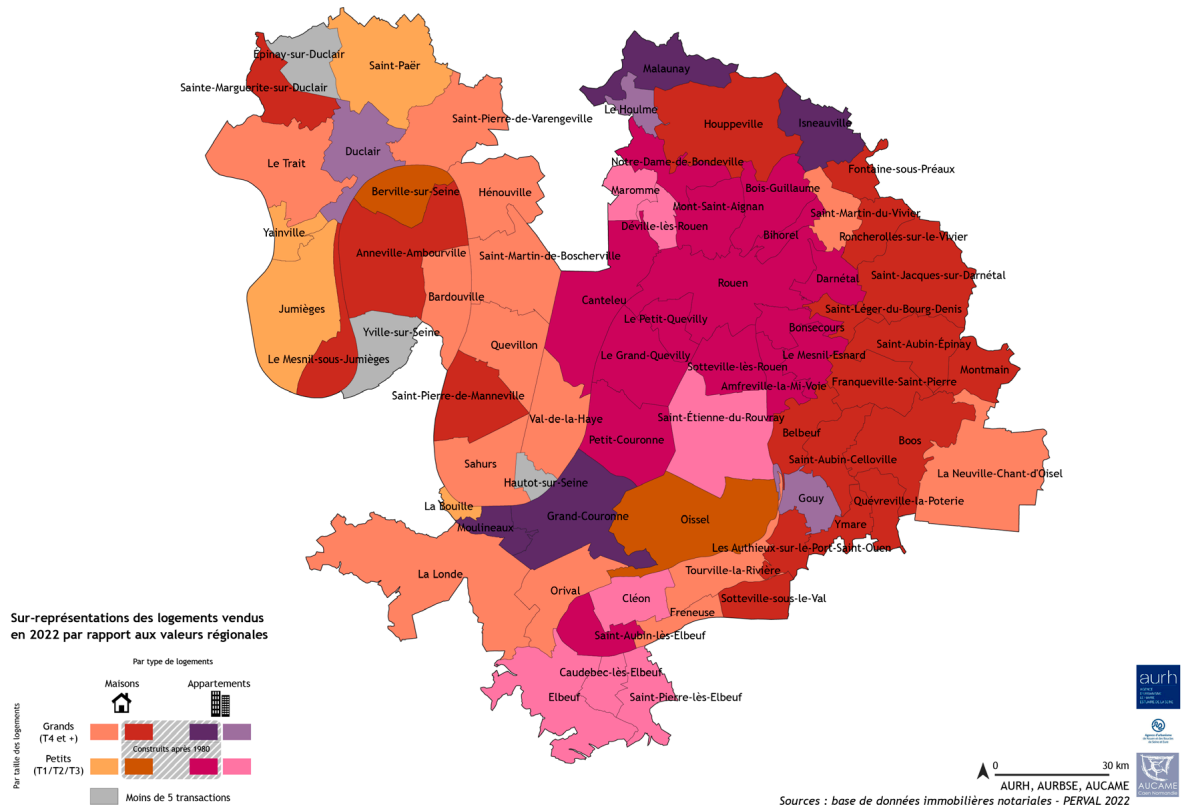 Épinay-sur-Duclair
Saint-Paër
Sainte-Marguerite-sur-Duclair
Saint-Pierre-de-Varengeville
Duclair
Le Trait
Berville-sur-Seine
Hénouville
Yainville
Anneville-Ambourville
Saint-Martin-de-Boscherville
Bardouville
Jumièges
Yville-sur-Seine
Quevillon
Le Mesnil-sous-Jumièges
Saint-Pierre-de-Manneville
Val-de-la-Haye
Sahurs
Hautot-sur-Seine
La Bouille
Moulineaux
Grand-Couronne
La Londe
Orival
Malaunay
Le Houlme
Houppeville
Isneauville
Notre-Dame-de-Bondeville
Fontaine-sous-Préaux
Maromme
Bois-Guillaume
Mont-Saint-Aignan
Saint-Martin-du-Vivier
Déville-lès-Rouen
Bihorel
Roncherolles-sur-le-Vivier
Canteleu
Rouen
Darnétal
Saint-Jacques-sur-Darnétal
Le Petit-Quevilly
Saint-Léger-du-Bourg-Denis
Bonsecours
Saint-Aubin-Épinay
Le Grand-Quevilly
Le Mesnil-Esnard
Sotteville-lès-Rouen
Montmain
Amfreville-la-Mi-Voie
Franqueville-Saint-Pierre
Saint-Étienne-du-Rouvray
Petit-Couronne
Belbeuf
Boos
Saint-Aubin-Celloville
La Neuville-Chant-d'Oisel
Gouy
Quévreville-la-Poterie
Oissel
Ymare
Les Authieux-sur-le-Port-Saint-Ouen
Tourville-la-Rivière
Cléon
Freneuse
Sotteville-sous-le-Val
Saint-Aubin-lès-Elbeuf
Caudebec-lès-Elbeuf
Elbeuf
Saint-Pierre-lès-Elbeuf
Sur-représentations des logements vendus
en 2022 par rapport aux valeurs régionales
Par type de logements
Maisons
Appartements
Par taille des logements
Grands
(T4 et +)
Construits après 1980
Petits
(T1/T2/T3)
Moins de 5 transactions
aurh
AUCAME
Caen Normandie
0
30 km
AURH, AURBSE, AUCAME
Sources : base de données immobilières notariales - PERVAL 2022